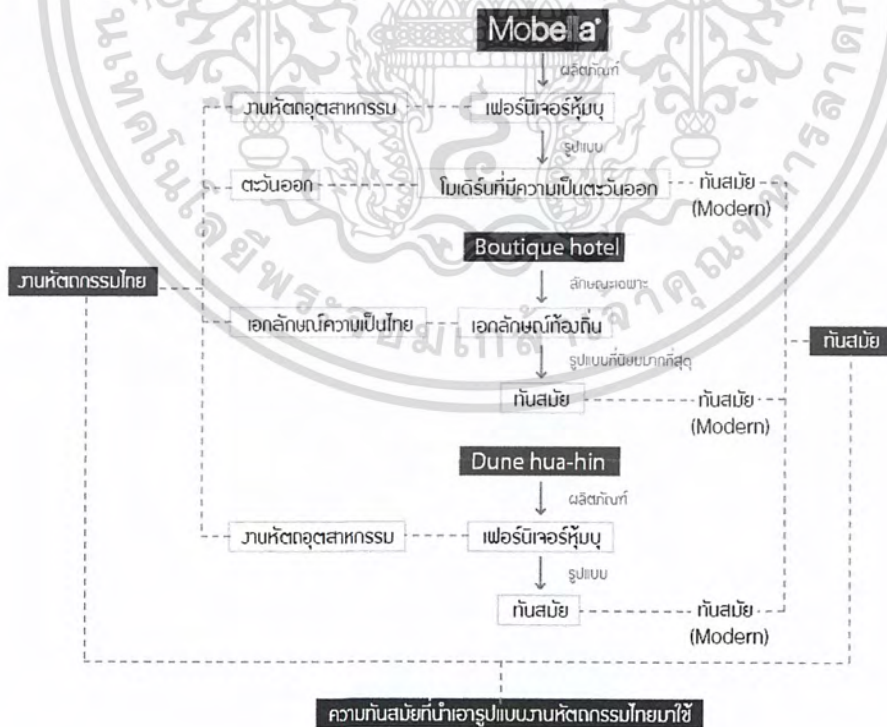 Mobella
ผลิตภัณฑ์
งานหัตถอุตสาหกรรม เฟอร์นิเจอร์หุ้มบุ
รูปแบบ
ตะวันออก โมเดิร์นที่มีความเป็นตะวันออก ทันสมัย
(Modern)
Boutique hotel
งานหัตถกรรมไทย
ลักษณะเฉพาะ
เอกลักษณ์ความเป็นไทย เอกลักษณ์ท้องถิ่น
ทันสมัย
รูปแบบที่นิยมมากที่สุด
ทันสมัย ทันสมัย
(Modern)
Dune hua-hin
ผลิตภัณฑ์
งานหัตถอุตสาหกรรม เฟอร์นิเจอร์หุ้มบุ
รูปแบบ
ทันสมัย ทันสมัย
(Modern)
ความทันสมัยที่นำเอารูปแบบงานหัตถกรรมไทยมาใช้